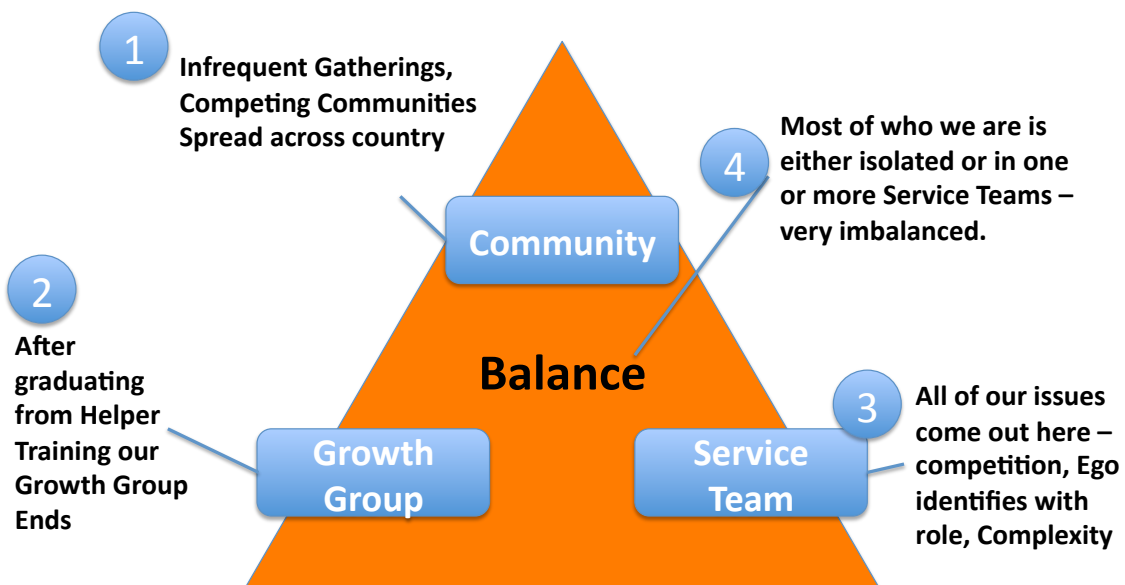 1
Infrequent Gatherings,
Competing Communities
Spread across country
4
Most of who we are is
either isolated or in one
or more Service Teams –
very imbalanced.
Community
2
After
graduating
from Helper
Training our
Growth Group
Ends
Balance
3
All of our issues
come out here –
competition, Ego
identifies with
role, Complexity
Growth
Group
Service
Team